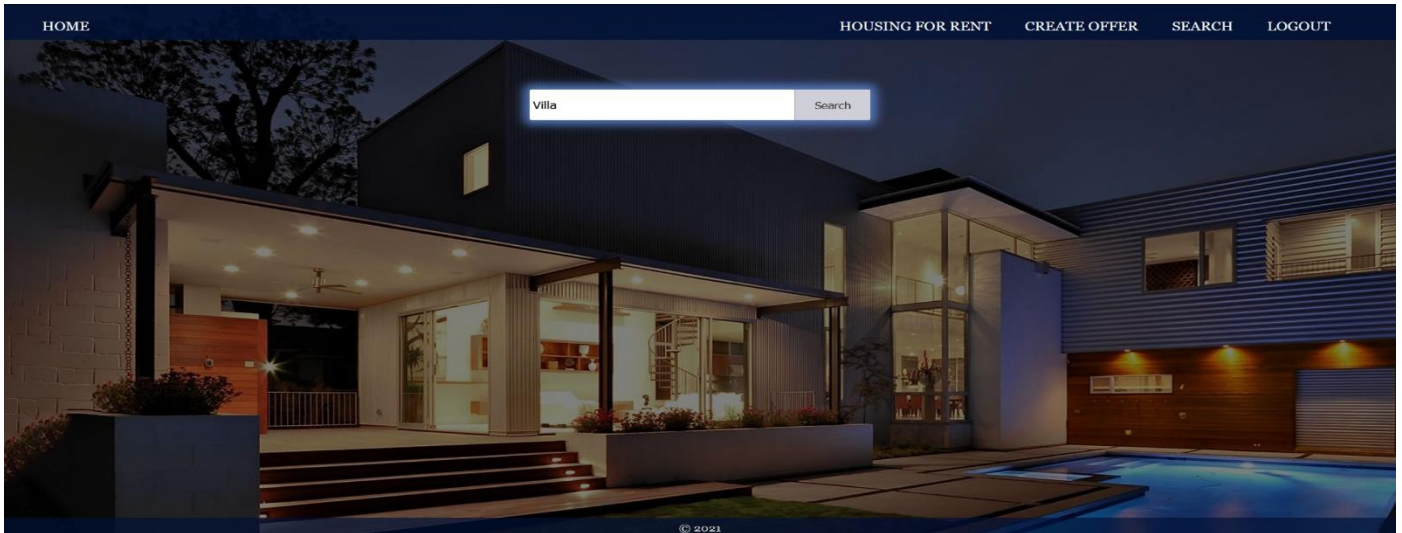 HOME HOUSING FOR RENT CREATE OFFER SEARCH LOGOUT
Villa Search
© 2021